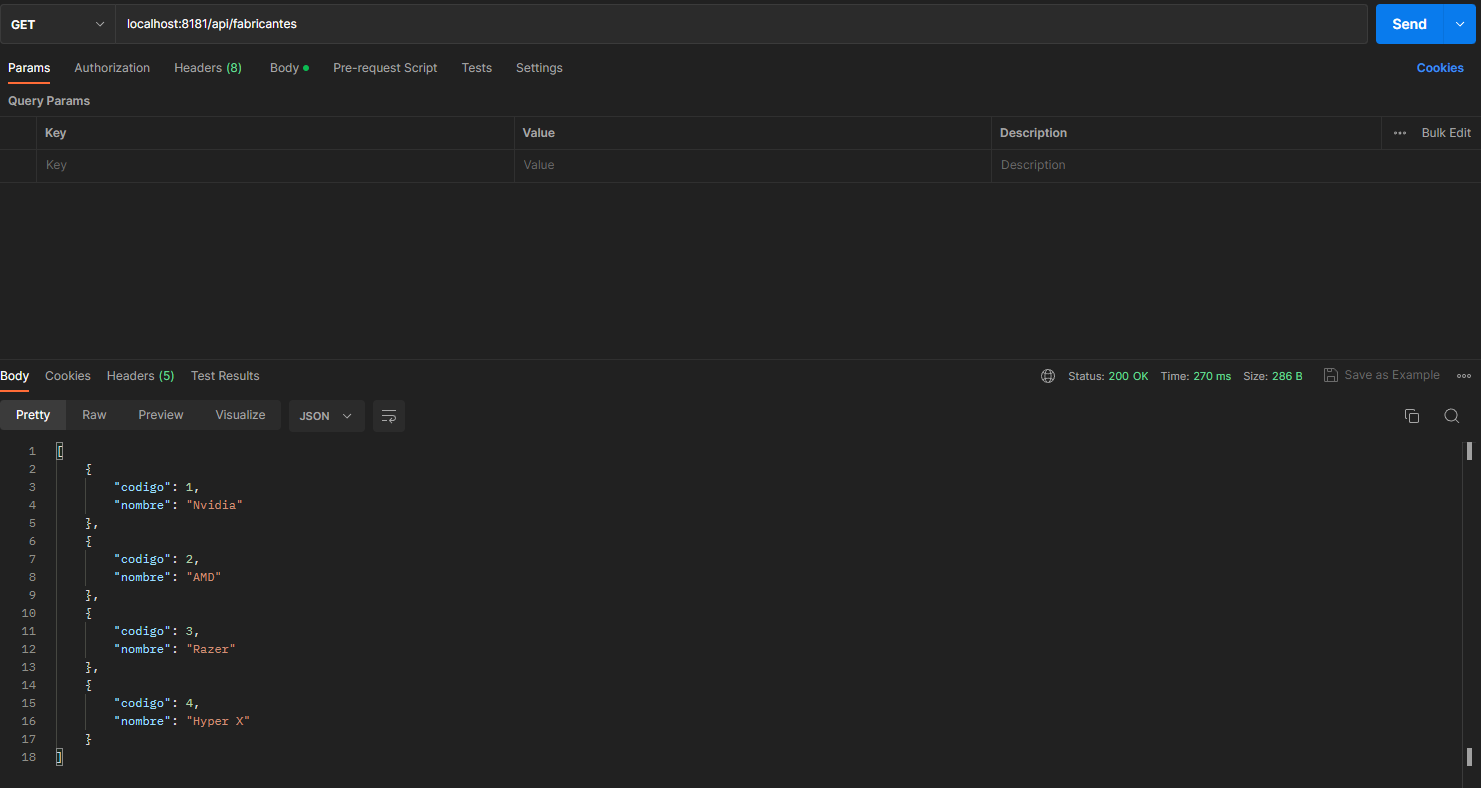 GET localhost:8181/api/fabricantes Send
Params Authorization Headers (8) Body Pre-request Script Tests Settings Cookies
Query Params
Key Value Description ••• Bulk Edit
Key Value Description
Body Cookies Headers (5) Test Results Status: 200 OK Time: 270 ms Size: 286 B Save as Example
Pretty Raw Preview Visualize JSON
1 [
2 {
3 "codigo": 1,
4 "nombre": "Nvidia"
5 },
6 {
7 "codigo": 2,
8 "nombre": "AMD"
9 },
10 {
11 "codigo": 3,
12 "nombre": "Razer"
13 },
14 {
15 "codigo": 4,
16 "nombre": "Hyper X"
17 }
18 ]